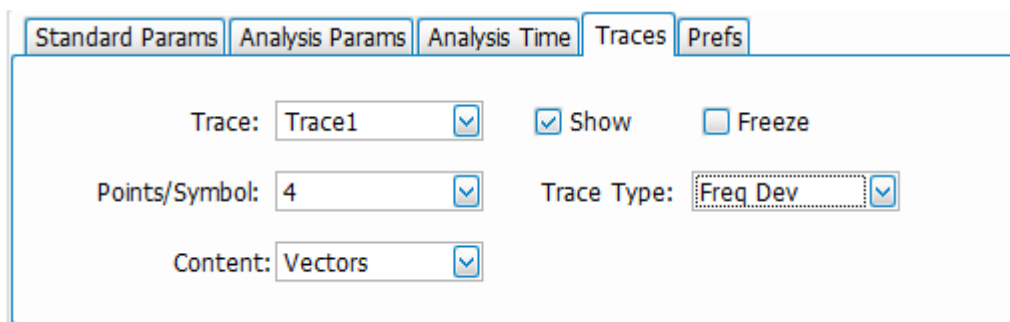 Standard Params Analysis Params Analysis Time Traces Prefs
Trace: Trace1 Show Freeze
Points/Symbol: 4 Trace Type: Freq Dev
Content: Vectors